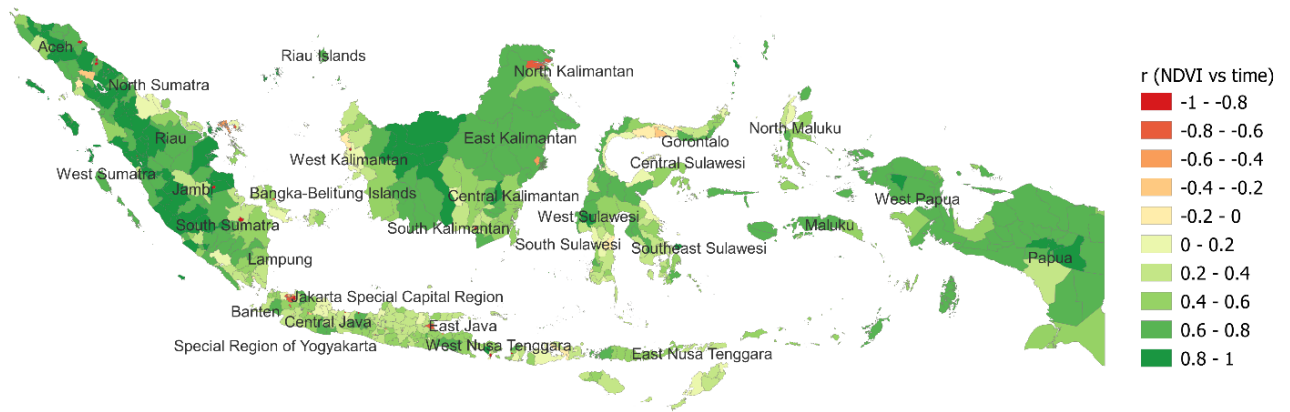 Aceh
Riau Islands
North Sumatra
North Kalimantan
Riau
East Kalimantan
North Maluku
Gorontalo
West Kalimantan
Central Sulawesi
West Sumatra
Jambi
Bangka-Belitung Islands
Central Kalimantan
West Papua
South Sumatra
West Sulawesi
Maluku
South Kalimantan
South Sulawesi
Southeast Sulawesi
Lampung
Papua
Jakarta Special Capital Region
Banten
Central Java
East Java
Special Region of Yogyakarta
West Nusa Tenggara
East Nusa Tenggara
r (NDVI vs time)
-1 - -0.8
-0.8 - -0.6
-0.6 - -0.4
-0.4 - -0.2
-0.2 - 0
0 - 0.2
0.2 - 0.4
0.4 - 0.6
0.6 - 0.8
0.8 - 1